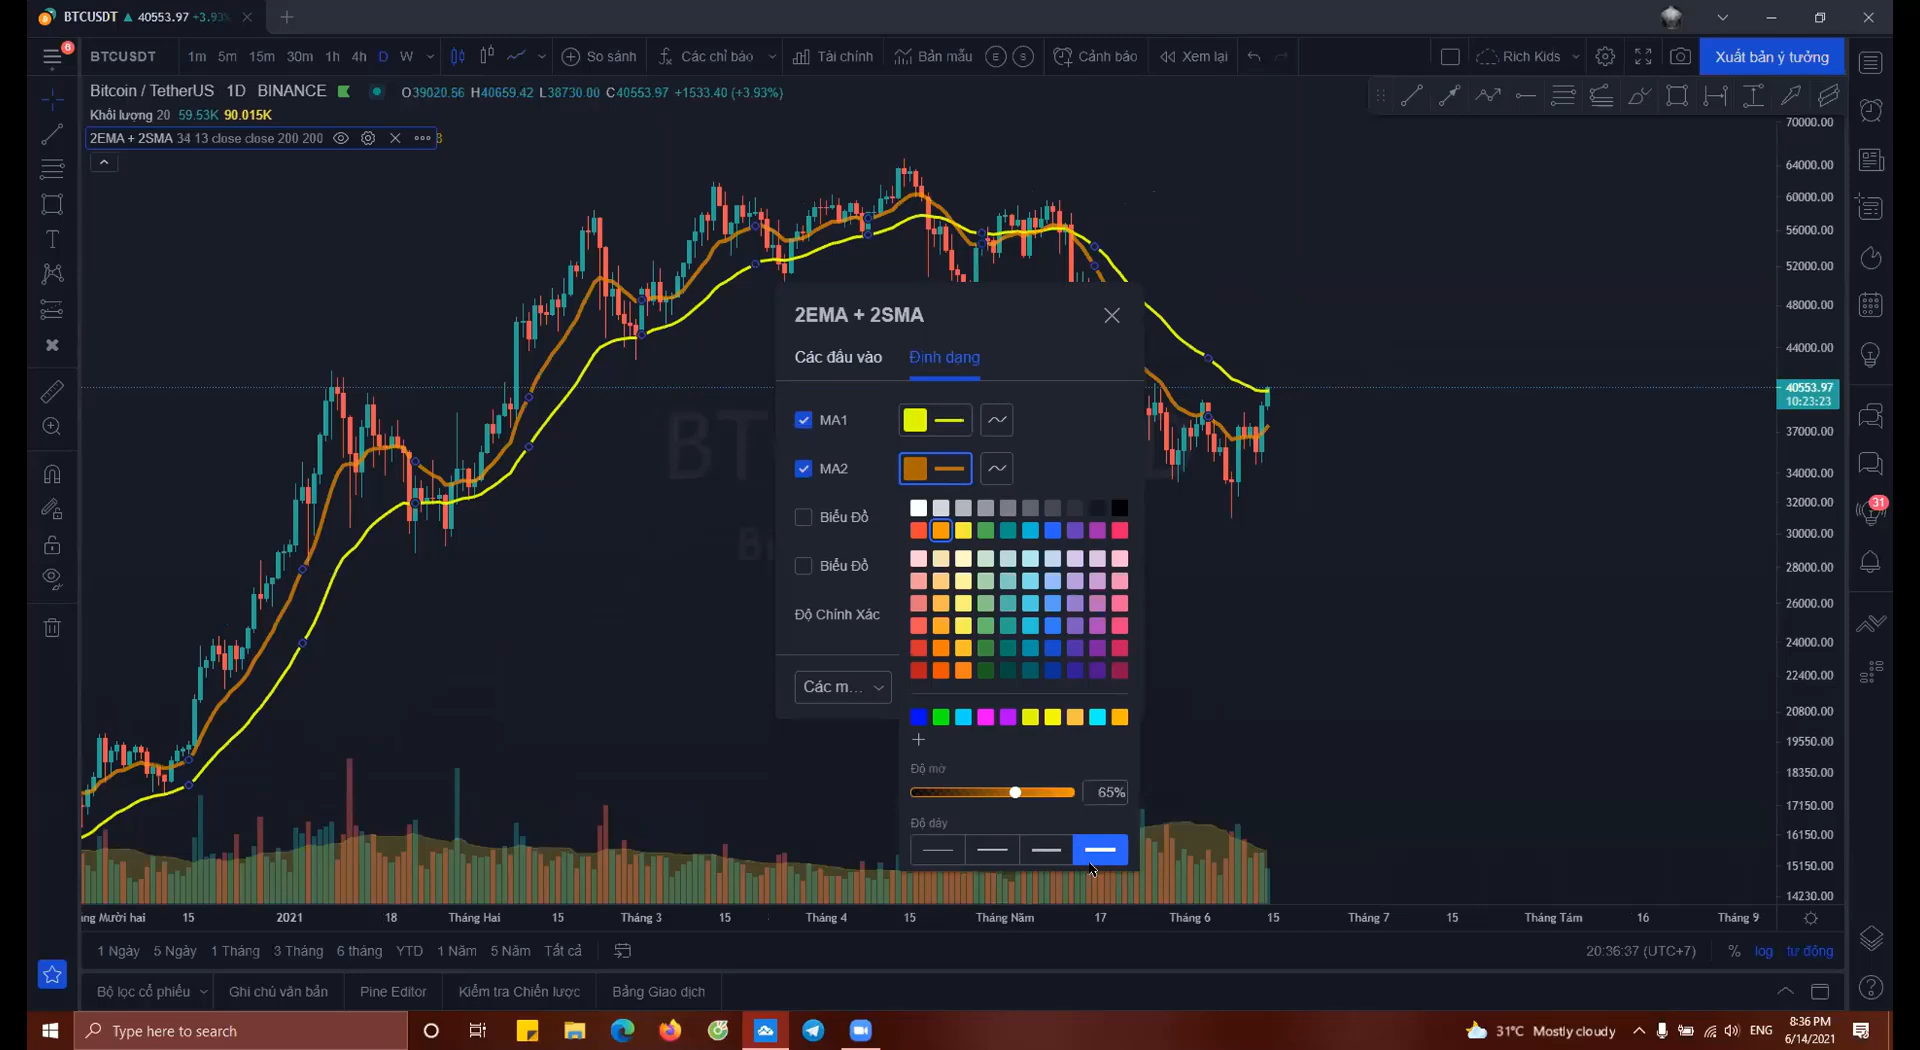 BTCUSDT ▲ 40553.97 +3.93%
6
BTCUSDT 1m 5m 15m 30m 1h 4h D W So sánh Các chỉ báo Tài chính Bản mẫu E S Cảnh báo Xem lại Rich Kids Xuất bản ý tưởng
Bitcoin / TetherUS 1D BINANCE O39020.56 H40659.42 L38730.00 C40553.97 +1533.40 (+3.93%)
Khối lượng 20 59.53K 90.015K
2EMA + 2SMA 34 13 close close 200 200
70000.00
64000.00
60000.00
56000.00
52000.00
48000.00
44000.00
40553.97
10:23:23
37000.00
34000.00
32000.00
30000.00
28000.00
26000.00
24000.00
22400.00
20800.00
19550.00
18350.00
17150.00
16150.00
15150.00
14230.00
31
2EMA + 2SMA
Các đầu vào Định dạng
MA1
MA2
Biểu Đồ
Biểu Đồ
Độ Chính Xác
Các m...
Độ mờ
65%
Độ dày
ng Mười hai 15 2021 18 Tháng Hai 15 Tháng 3 15 Tháng 4 15 Tháng Năm 17 Tháng 6 15 Tháng 7 15 Tháng Tám 16 Tháng 9
1 Ngày 5 Ngày 1 Tháng 3 Tháng 6 tháng YTD 1 Năm 5 Năm Tất cả 20:36:37 (UTC+7) % log tự động
Bộ lọc cổ phiếu Ghi chú văn bản Pine Editor Kiểm tra Chiến lược Bảng Giao dịch
Type here to search 31°C Mostly cloudy ENG
8:36 PM
6/14/2021